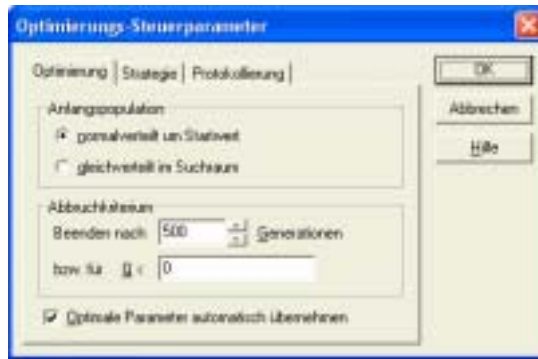 Optimierungs-Steuerparameter
Optimierung Strategie Protokollierung
Anfangspopulation
normalverteilt um Startwert
gleichverteilt im Suchraum
Abbruchkriterium
Beenden nach 500 Generationen
bzw. für Q < 0
Optimale Parameter automatisch übernehmen
OK
Abbrechen
Hilfe